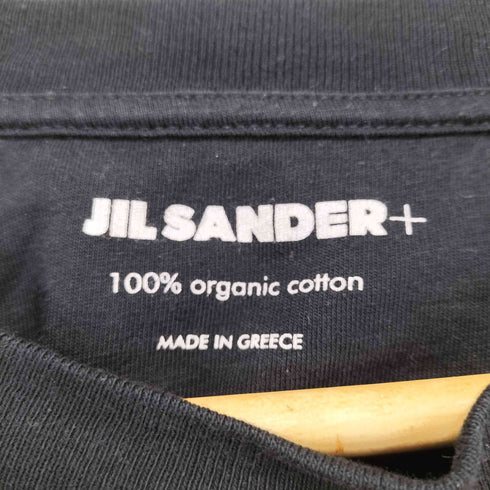 JIL SANDER+
100% organic cotton
MADE IN GREECE